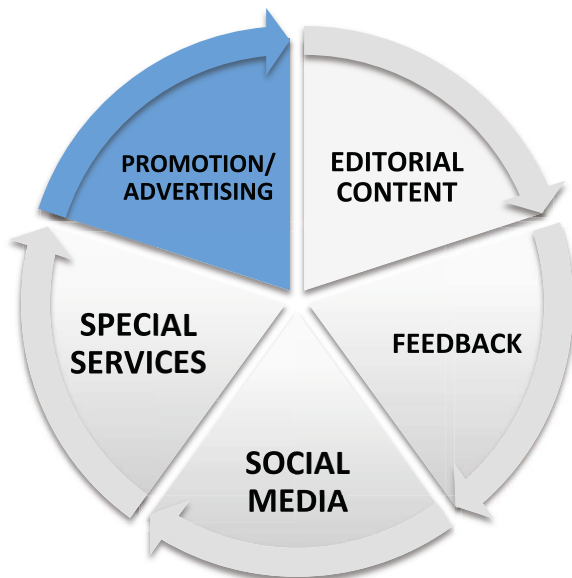 PROMOTION/
ADVERTISING
EDITORIAL
CONTENT
FEEDBACK
SOCIAL
MEDIA
SPECIAL
SERVICES